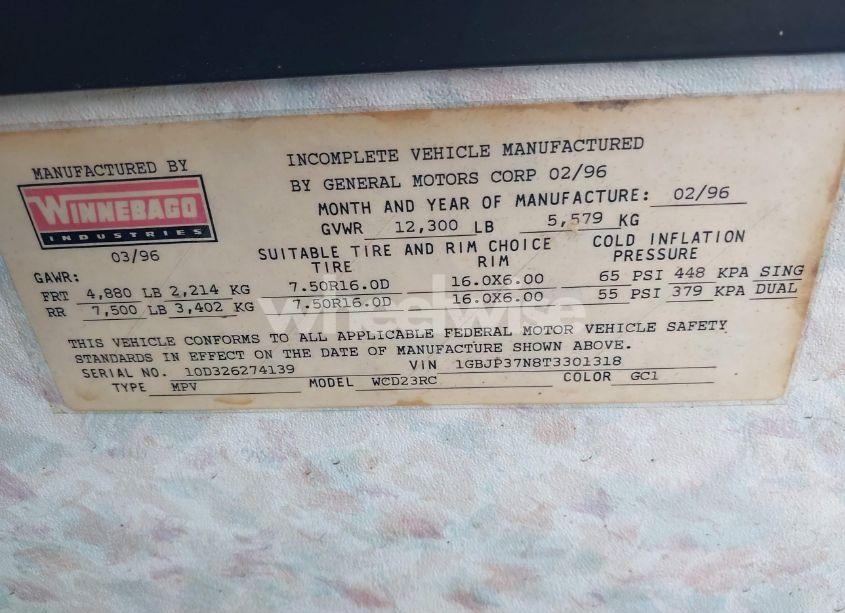 INCOMPLETE VEHICLE MANUFACTURED
BY GENERAL MOTORS CORP 02/96
MANUFACTURED BY
WINNEBAGO
INDUSTRIES
03/96
MONTH AND YEAR OF MANUFACTURE: 02/96
GVWR 12,300 LB 5,579 KG
SUITABLE TIRE AND RIM CHOICE COLD INFLATION
TIRE RIM PRESSURE
GAWR:
FRT 4,880 LB 2,214 KG 7.50R16.0D 16.0X6.00 65 PSI 448 KPA SING
RR 7,500 LB 3,402 KG 7.50R16.0D 16.0X6.00 55 PSI 379 KPA DUAL
wheelwise
THIS VEHICLE CONFORMS TO ALL APPLICABLE FEDERAL MOTOR VEHICLE SAFETY
STANDARDS IN EFFECT ON THE DATE OF MANUFACTURE SHOWN ABOVE.
SERIAL NO. 10D326274139 VIN 1GBJP37N8T3301318
TYPE MPV MODEL WCD23RC COLOR GC1